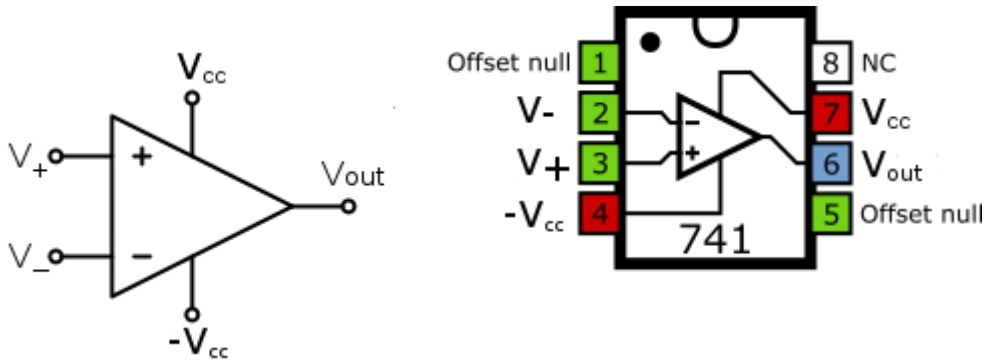 Vcc
V+
+
Vout
V_
-
-Vcc
Offset null 1
8 NC
V- 2
-
7 Vcc
V+ 3
+
6 Vout
-Vcc 4
5 Offset null
741